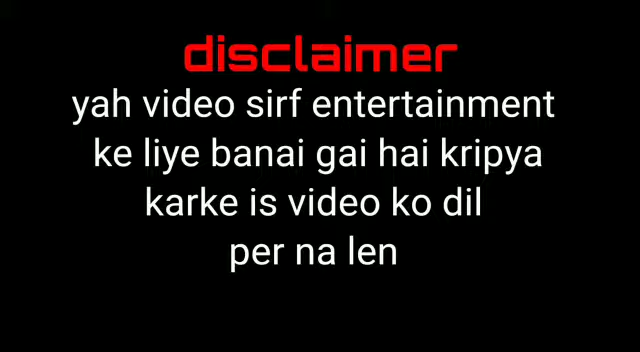 disclaimer
yah video sirf entertainment
ke liye banai gai hai kripya
karke is video ko dil
per na len